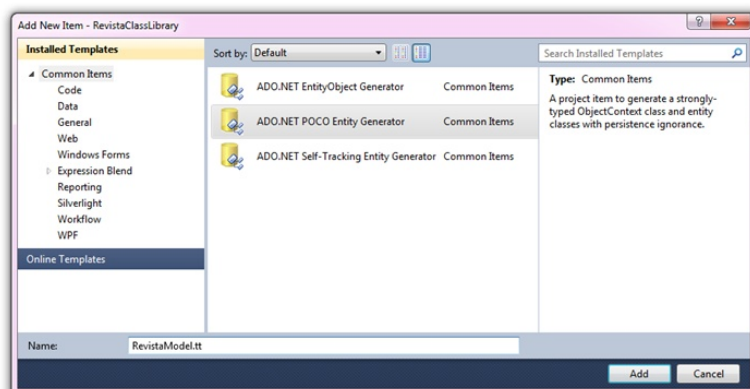 Add New Item - RevistaClassLibrary
Installed Templates
Common Items
Code
Data
General
Web
Windows Forms
Expression Blend
Reporting
Silverlight
Workflow
WPF
Online Templates
Sort by: Default
ADO.NET EntityObject Generator Common Items
ADO.NET POCO Entity Generator Common Items
ADO.NET Self-Tracking Entity Generator Common Items
Search Installed Templates
Type: Common Items
A project item to generate a strongly-
typed ObjectContext class and entity
classes with persistence ignorance.
Name: RevistaModel.tt
Add Cancel